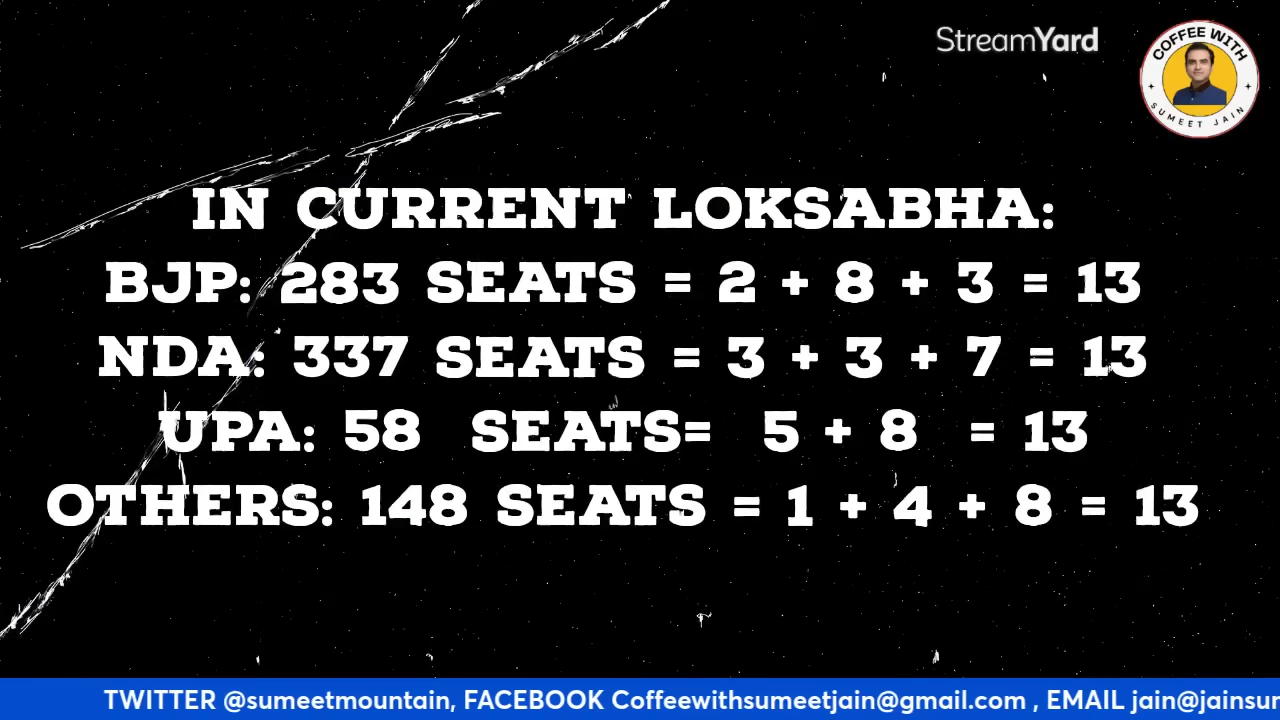 StreamYard
COFFEE WITH
SUMEET JAIN
IN CURRENT LOKSABHA:
BJP: 283 SEATS = 2 + 8 + 3 = 13
NDA: 337 SEATS = 3 + 3 + 7 = 13
UPA: 58 SEATS= 5 + 8 = 13
OTHERS: 148 SEATS = 1 + 4 + 8 = 13
TWITTER @sumeetmountain, FACEBOOK Coffeewithsumeetjain@gmail.com , EMAIL jain@jainsu